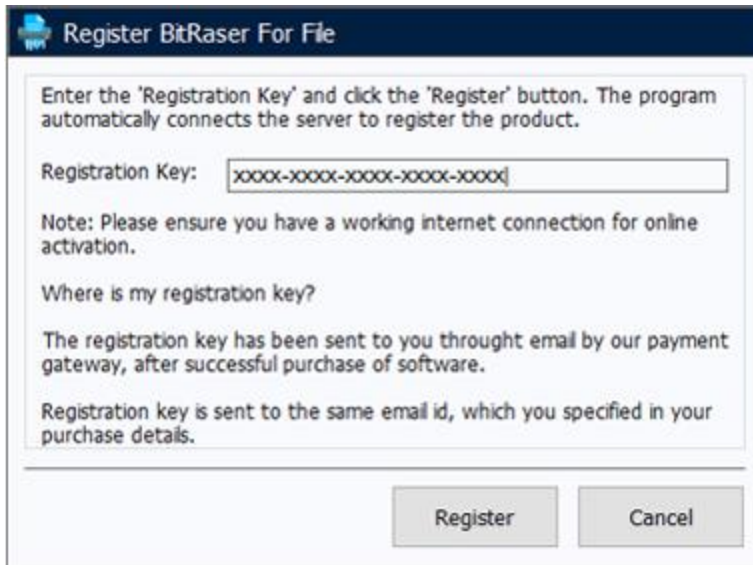 Register BitRaser For File
Enter the 'Registration Key' and click the 'Register' button. The program
automatically connects the server to register the product.
Registration Key: xxxx-xxxx-xxxx-xxxx-xxxx
Note: Please ensure you have a working internet connection for online
activation.
Where is my registration key?
The registration key has been sent to you throught email by our payment
gateway, after successful purchase of software.
Registration key is sent to the same email id, which you specified in your
purchase details.
Register Cancel